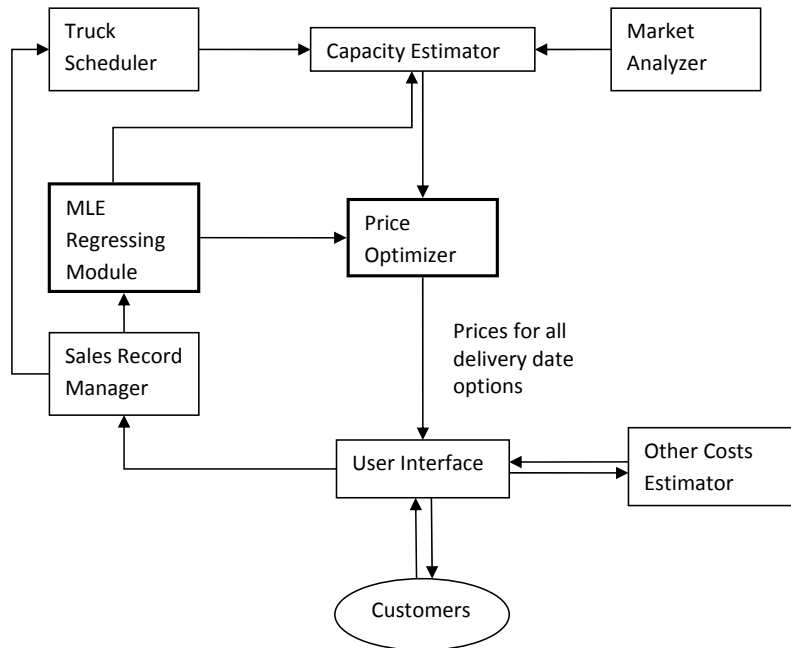 Truck
Scheduler
Capacity Estimator
Market
Analyzer
MLE
Regressing
Module
Price
Optimizer
Prices for all
delivery date
options
Sales Record
Manager
User Interface
Other Costs
Estimator
Customers